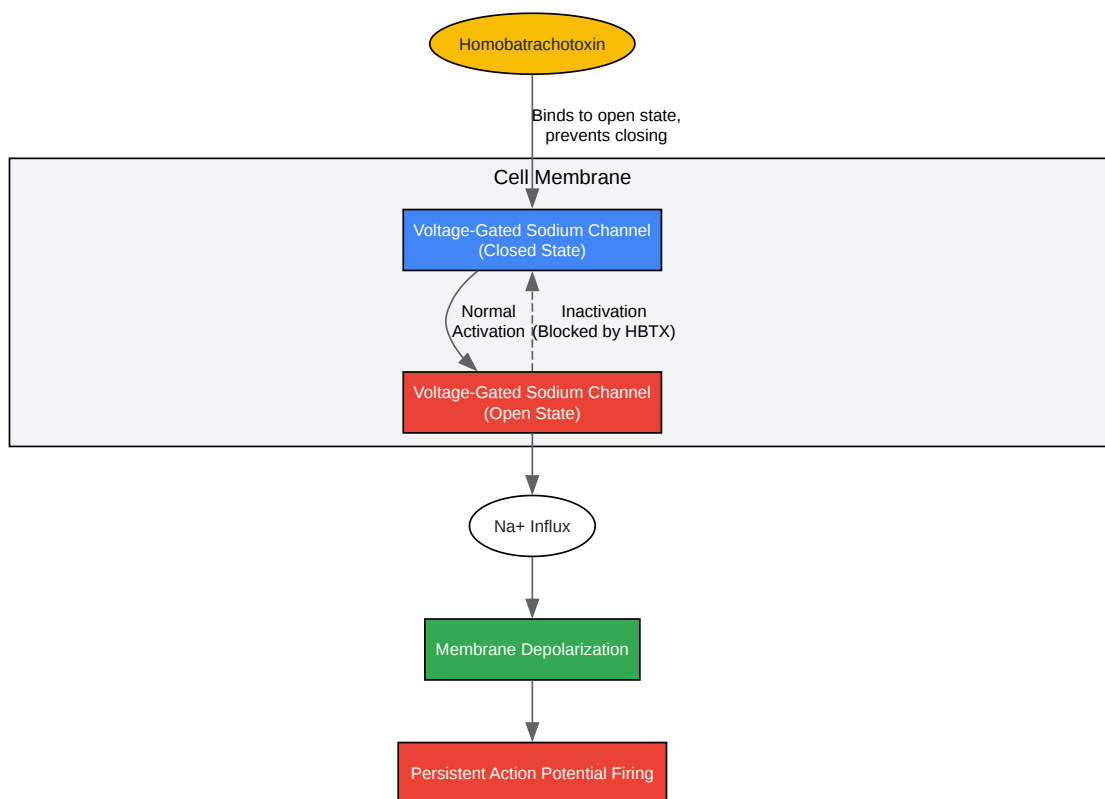 Homobatrachotoxin
Binds to open state,
prevents closing
Cell Membrane
Voltage-Gated Sodium Channel
(Closed State)
Normal
Activation
Inactivation
(Blocked by HBTX)
Voltage-Gated Sodium Channel
(Open State)
Na+ Influx
Membrane Depolarization
Persistent Action Potential Firing